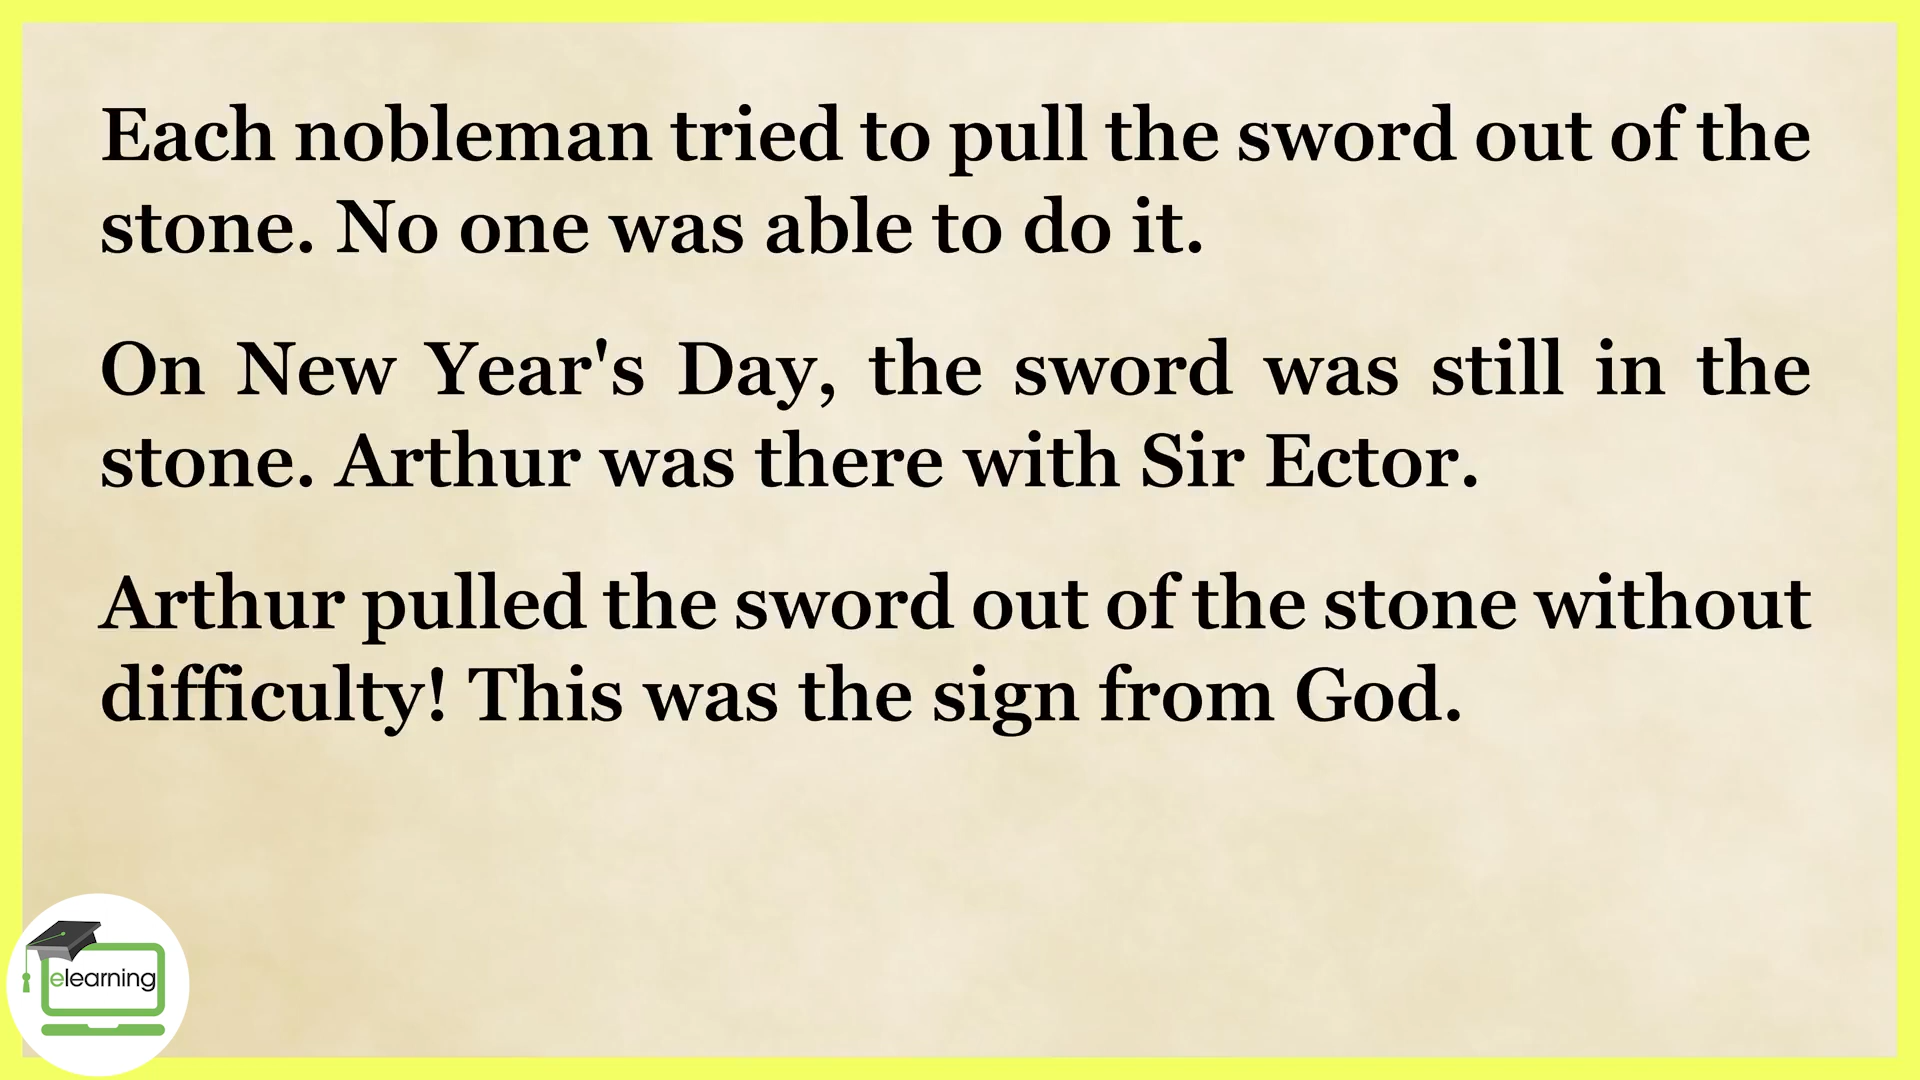 Each nobleman tried to pull the sword out of the
stone. No one was able to do it.
On New Year's Day, the sword was still in the
stone. Arthur was there with Sir Ector.
Arthur pulled the sword out of the stone without
difficulty! This was the sign from God.
elearning